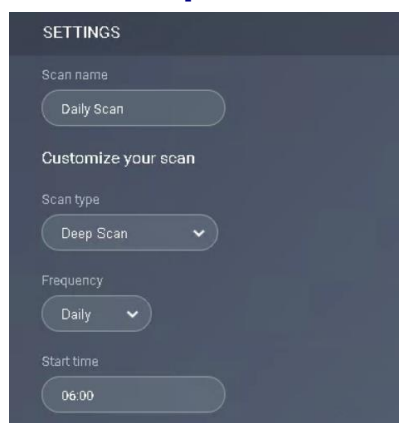 SETTINGS
Scan name
Daily Scan
Customize your scan
Scan type
Deep Scan
Frequency
Daily
Start time
06:00